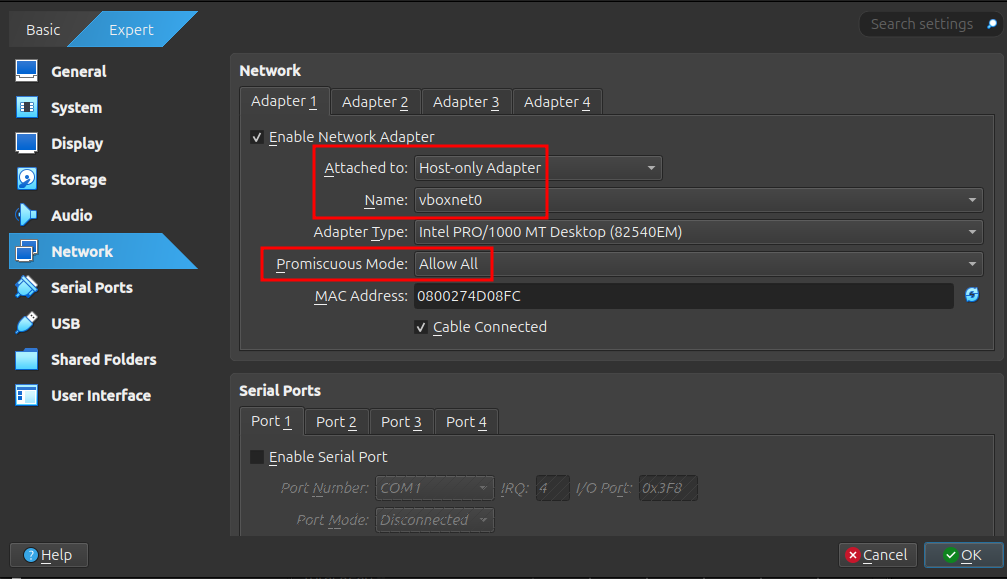 Basic Expert Search settings
General
System
Display
Storage
Audio
Network
Serial Ports
USB
Shared Folders
User Interface
Network
Adapter 1 Adapter 2 Adapter 3 Adapter 4
Enable Network Adapter
Attached to: Host-only Adapter
Name: vboxnet0
Adapter Type: Intel PRO/1000 MT Desktop (82540EM)
Promiscuous Mode: Allow All
MAC Address: 0800274D08FC
Cable Connected
Serial Ports
Port 1 Port 2 Port 3 Port 4
Enable Serial Port
Port Number: COM1 IRQ: 4 I/O Port: 0x3F8
Port Mode: Disconnected
Help Cancel OK